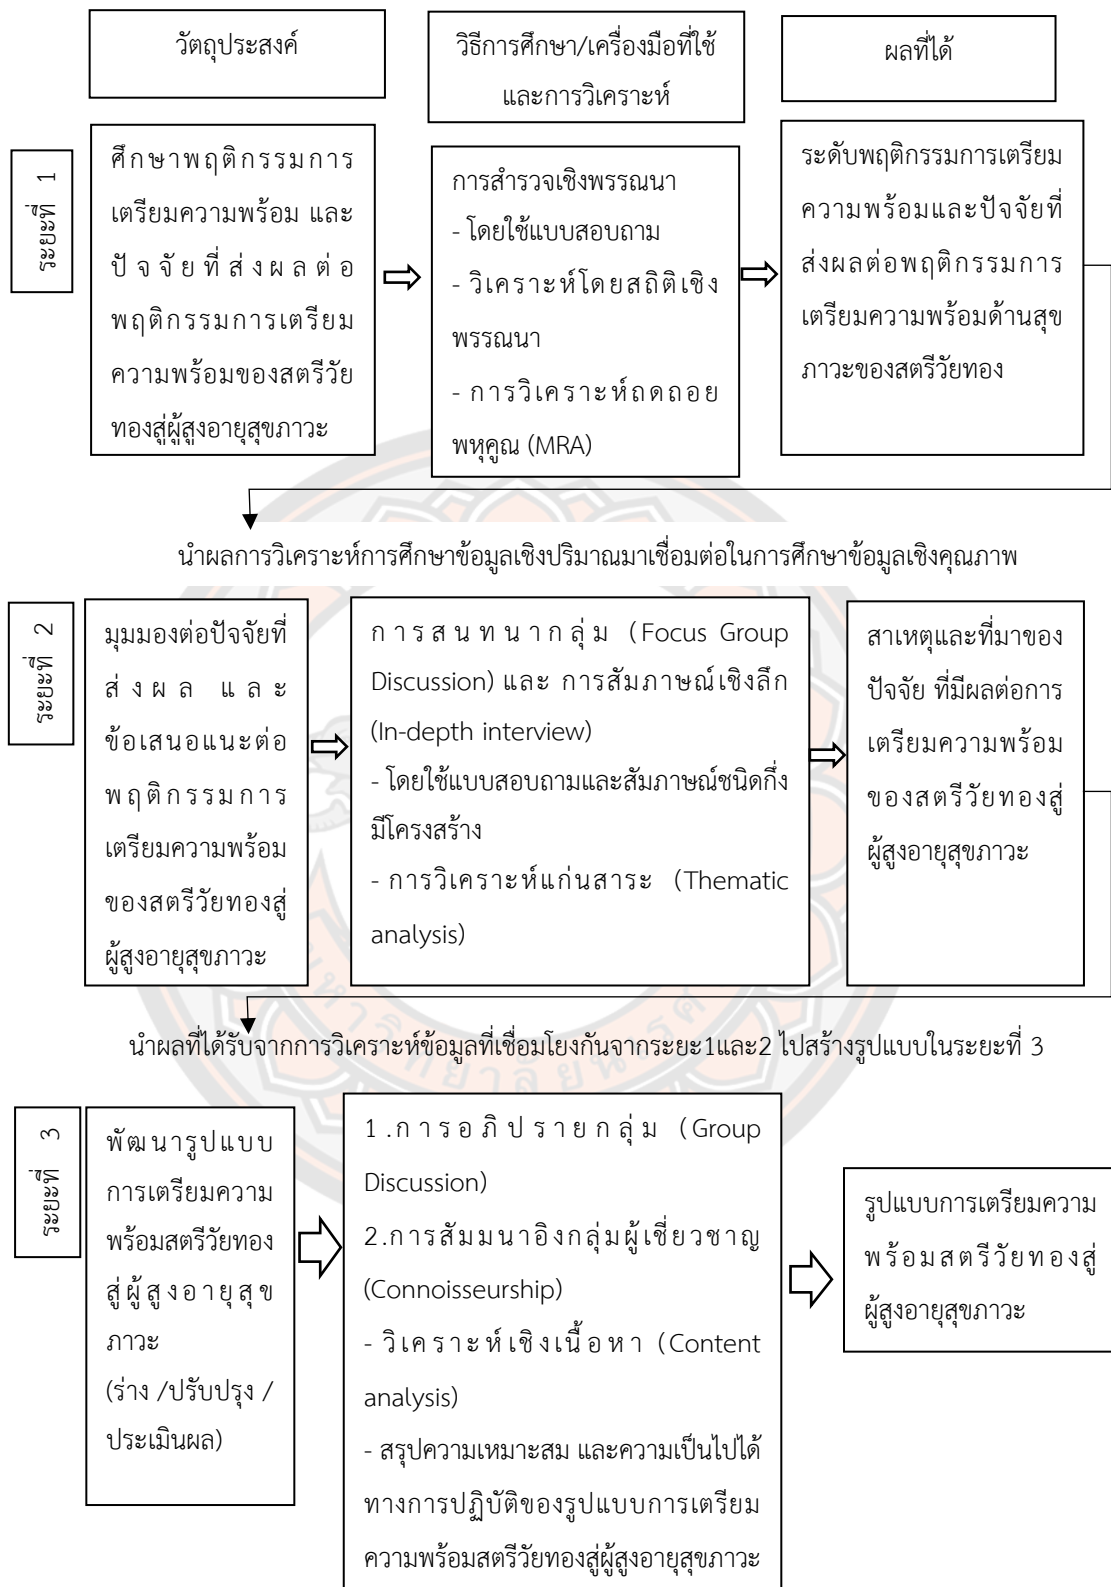 วัตถุประสงค์
วิธีการศึกษา/เครื่องมือที่ใช้
และการวิเคราะห์
ผลที่ได้
ระยะที่ 1
ศึกษาพฤติกรรมการ
เตรียมความพร้อม และ
ปัจจัยที่ส่งผลต่อ
พฤติกรรมการเตรียม
ความพร้อมของสตรีวัย
ทองสู่ผู้สูงอายุสุขภาวะ
การสำรวจเชิงพรรณนา
- โดยใช้แบบสอบถาม
- วิเคราะห์โดยสถิติเชิง
พรรณนา
- การวิเคราะห์ถดถอย
พหุคูณ (MRA)
ระดับพฤติกรรมการเตรียม
ความพร้อมและปัจจัยที่
ส่งผลต่อพฤติกรรมการ
เตรียมความพร้อมด้านสุข
ภาวะของสตรีวัยทอง
นำผลการวิเคราะห์การศึกษาข้อมูลเชิงปริมาณมาเชื่อมต่อในการศึกษาข้อมูลเชิงคุณภาพ
ระยะที่ 2
มุมมองต่อปัจจัยที่
ส่งผล และ
ข้อเสนอแนะต่อ
พฤติกรรมการ
เตรียมความพร้อม
ของสตรีวัยทองสู่
ผู้สูงอายุสุขภาวะ
การสนทนากลุ่ม (Focus Group
Discussion) และ การสัมภาษณ์เชิงลึก
(In-depth interview)
- โดยใช้แบบสอบถามและสัมภาษณ์ชนิดกึ่ง
มีโครงสร้าง
- การวิเคราะห์แก่นสาระ (Thematic
analysis)
สาเหตุและที่มาของ
ปัจจัย ที่มีผลต่อการ
เตรียมความพร้อม
ของสตรีวัยทองสู่
ผู้สูงอายุสุขภาวะ
นำผลที่ได้รับจากการวิเคราะห์ข้อมูลที่เชื่อมโยงกันจากระยะ1และ2 ไปสร้างรูปแบบในระยะที่ 3
ระยะที่ 3
พัฒนารูปแบบ
การเตรียมความ
พร้อมสตรีวัยทอง
สู่ผู้สูงอายุสุข
ภาวะ
(ร่าง /ปรับปรุง /
ประเมินผล)
1.การอภิปรายกลุ่ม (Group
Discussion)
2.การสัมมนาอิงกลุ่มผู้เชี่ยวชาญ
(Connoisseurship)
- วิเคราะห์เชิงเนื้อหา (Content
analysis)
- สรุปความเหมาะสม และความเป็นไปได้
ทางการปฏิบัติของรูปแบบการเตรียม
ความพร้อมสตรีวัยทองสู่ผู้สูงอายุสุขภาวะ
รูปแบบการเตรียมความ
พร้อมสตรีวัยทองสู่
ผู้สูงอายุสุขภาวะ